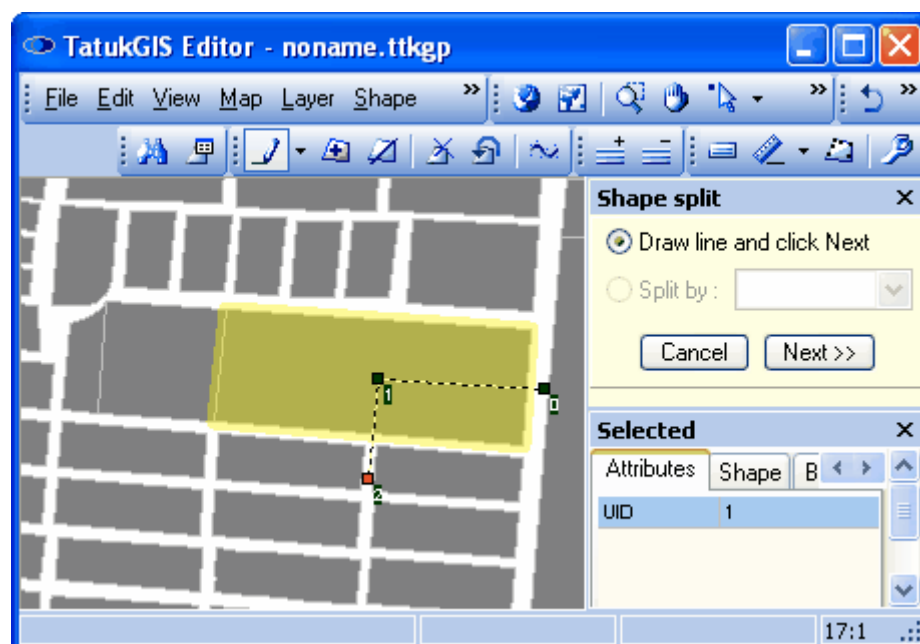 TatukGIS Editor - noname.ttkgp
File Edit View Map Layer Shape
Shape split
Draw line and click Next
Split by :
Cancel Next >>
1
0
2
Selected
Attributes Shape B
UID 1
17:1